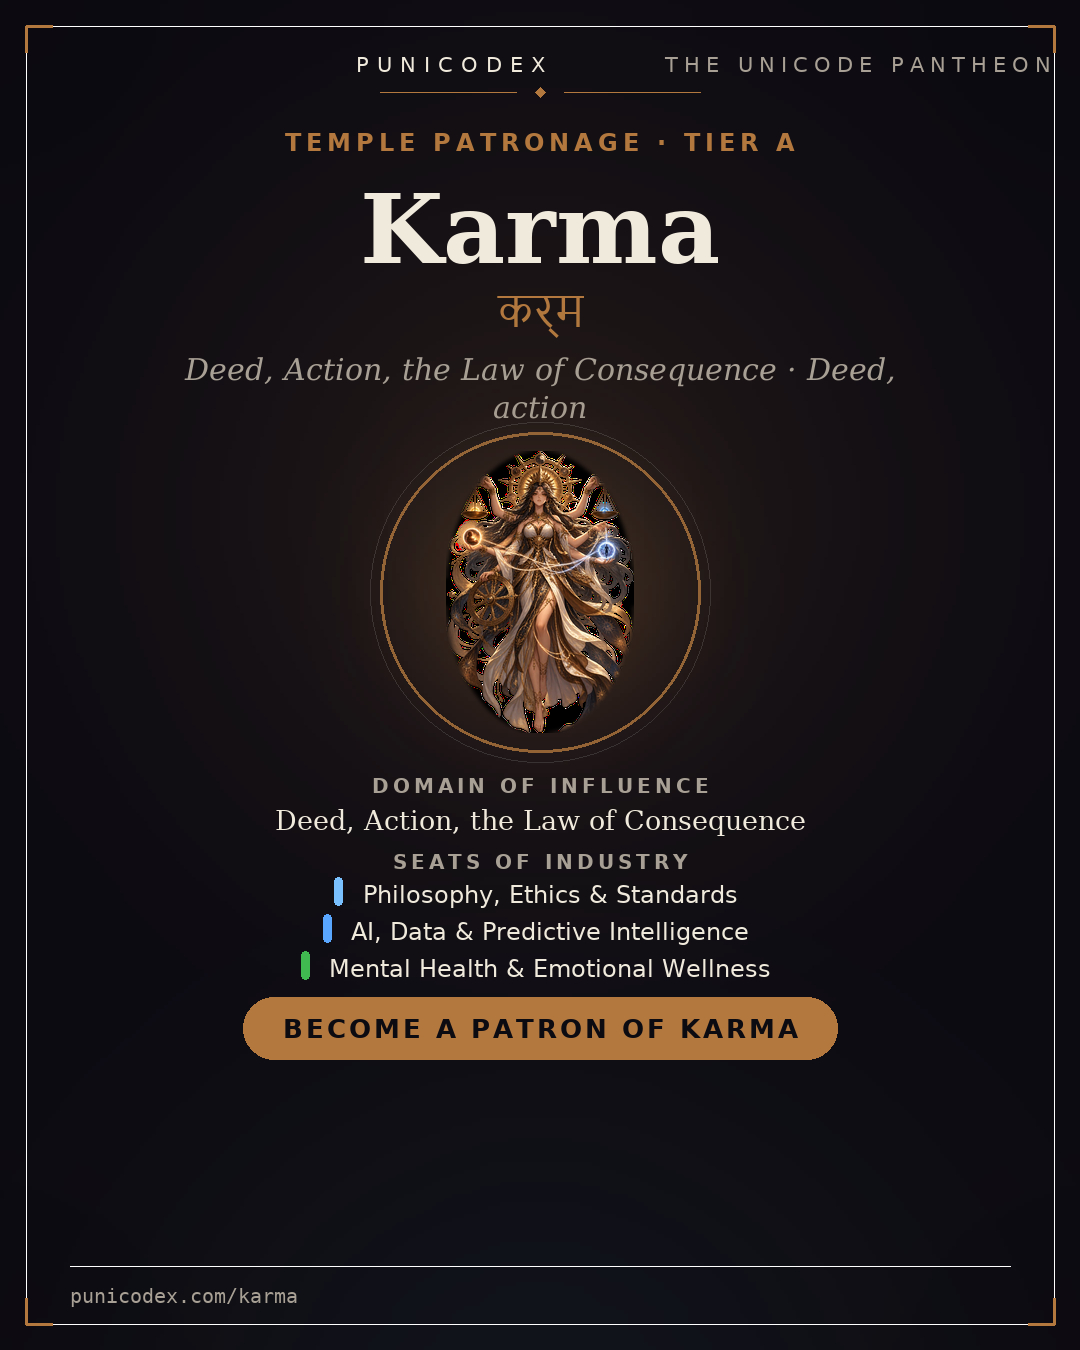 PUNICODEX THE UNICODE PANTHEON
TEMPLE PATRONAGE · TIER A
Karma
कर्म
Deed, Action, the Law of Consequence · Deed,
action
DOMAIN OF INFLUENCE
Deed, Action, the Law of Consequence
SEATS OF INDUSTRY
Philosophy, Ethics & Standards
AI, Data & Predictive Intelligence
Mental Health & Emotional Wellness
BECOME A PATRON OF KARMA
punicodex.com/karma